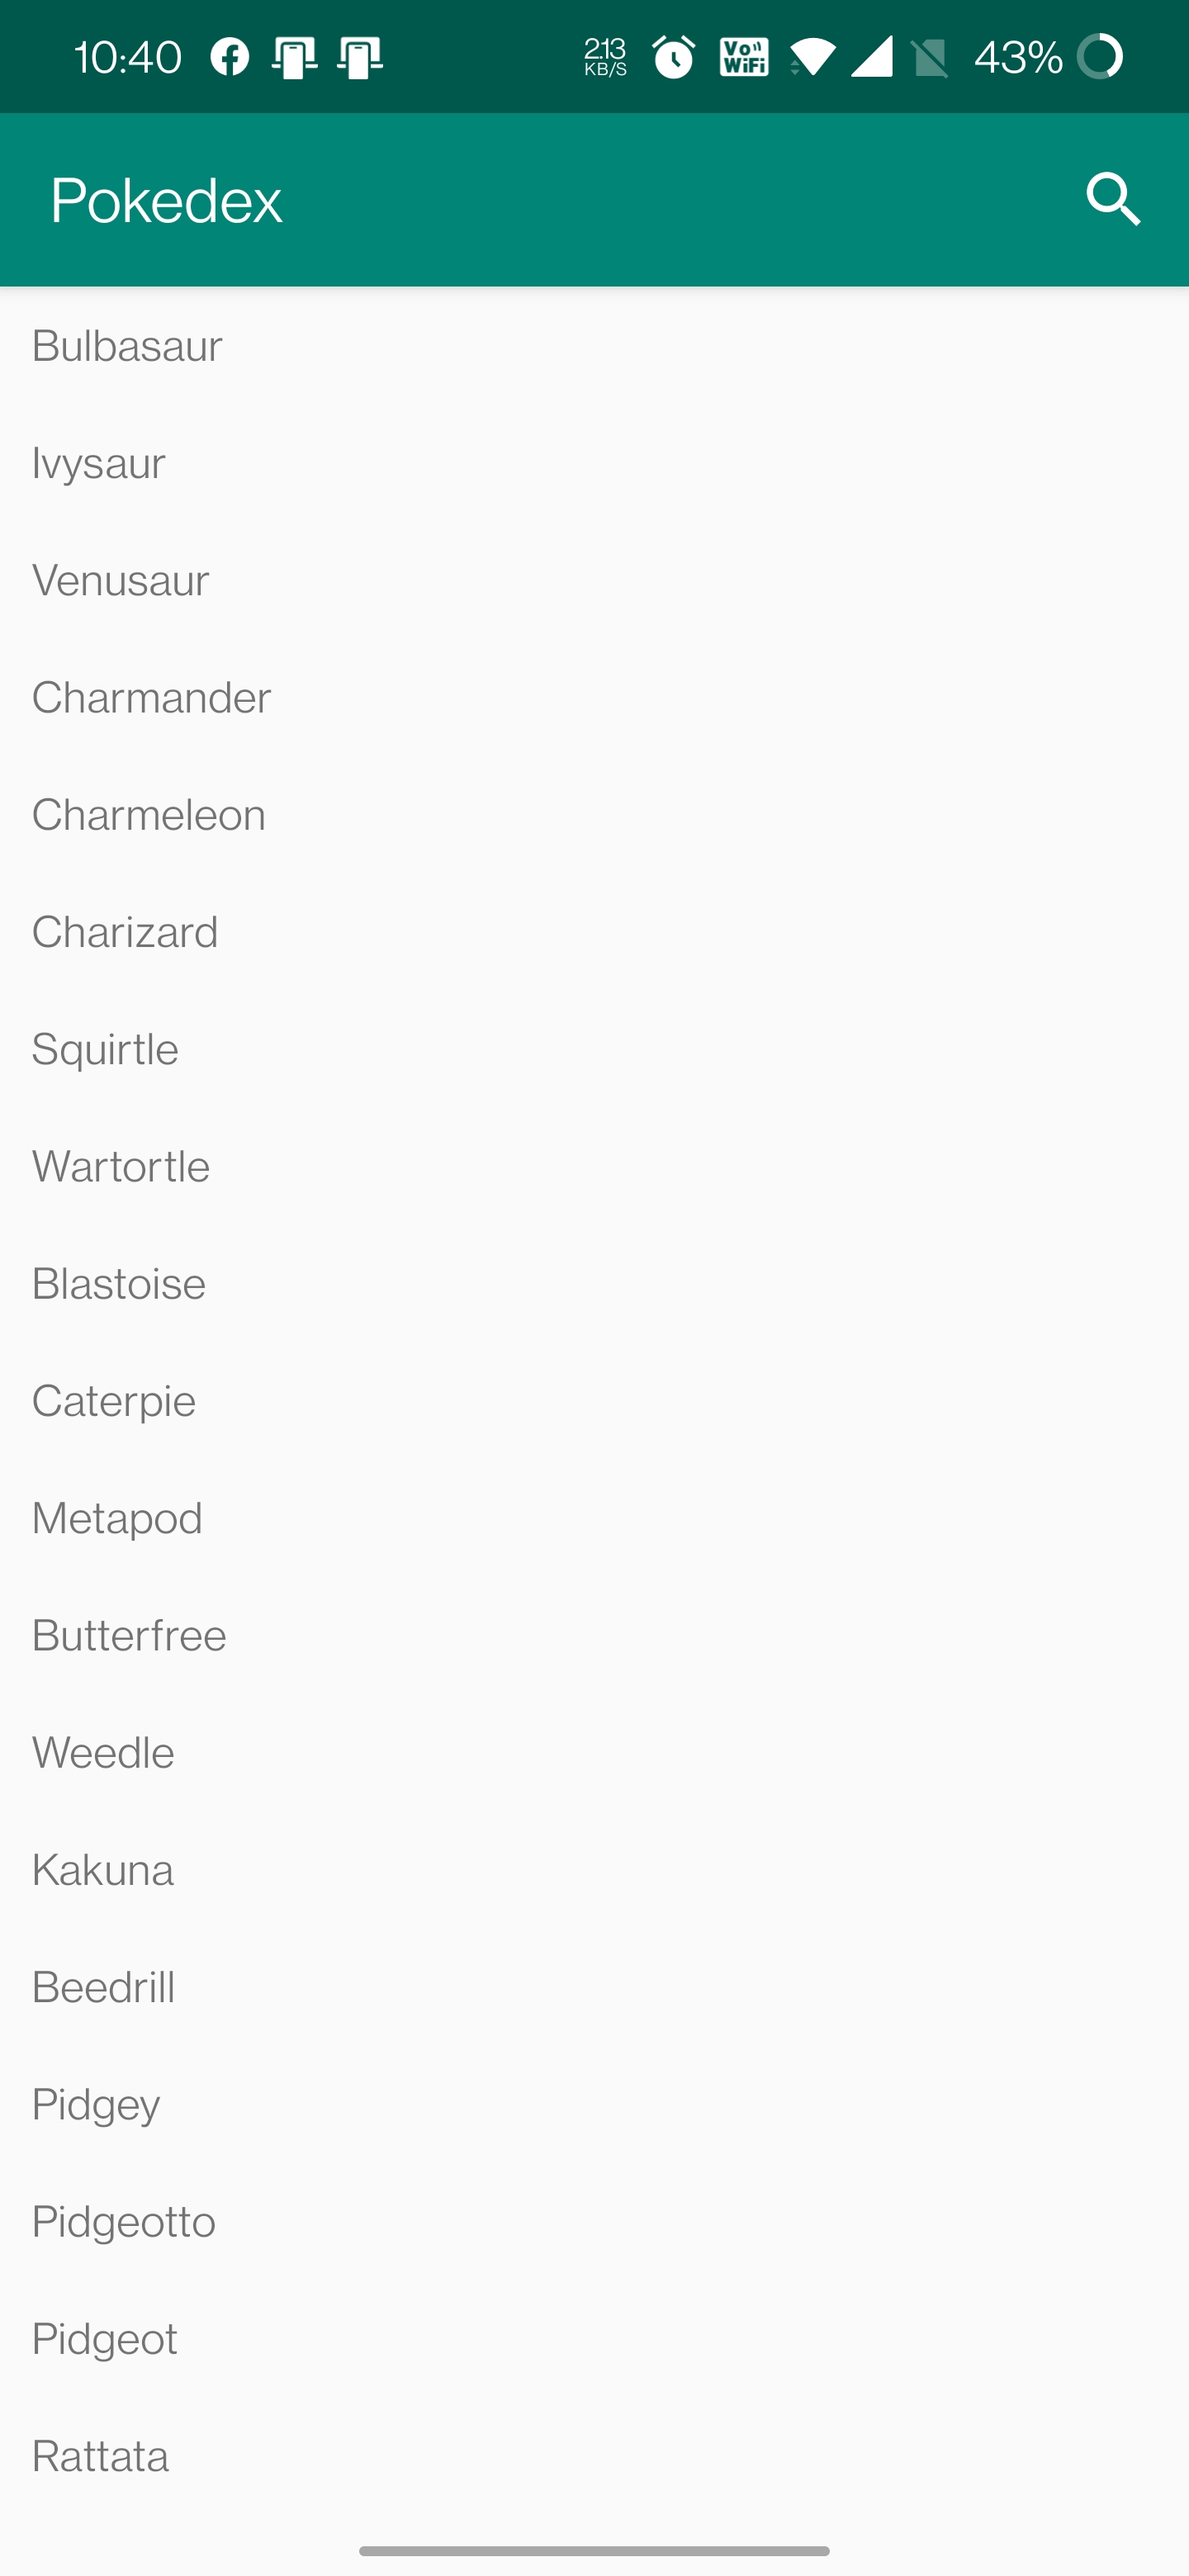 10:40 2.13 KB/S Vo WiFi 43%
Pokedex
Bulbasaur
Ivysaur
Venusaur
Charmander
Charmeleon
Charizard
Squirtle
Wartortle
Blastoise
Caterpie
Metapod
Butterfree
Weedle
Kakuna
Beedrill
Pidgey
Pidgeotto
Pidgeot
Rattata